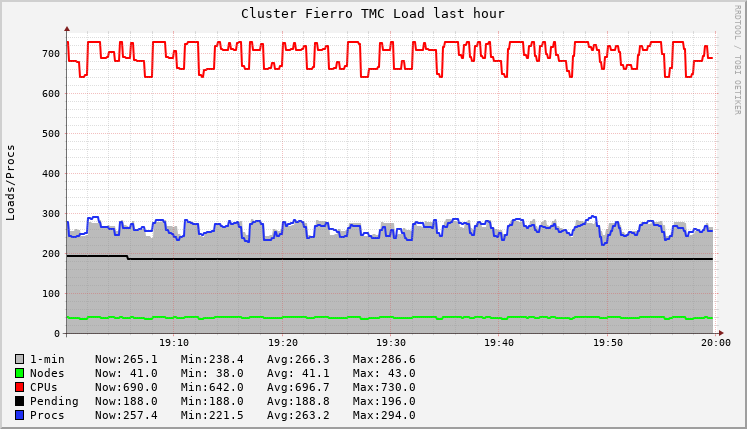 Cluster Fierro TMC Load last hour
RRDTOOL / TOBI OETIKER
Loads/Procs
700
600
500
400
300
200
100
0
19:10 19:20 19:30 19:40 19:50 20:00
1-min Now:265.1 Min:238.4 Avg:266.3 Max:286.6
Nodes Now: 41.0 Min: 38.0 Avg: 41.1 Max: 43.0
CPUs Now:690.0 Min:642.0 Avg:696.7 Max:730.0
Pending Now:188.0 Min:188.0 Avg:188.8 Max:196.0
Procs Now:257.4 Min:221.5 Avg:263.2 Max:294.0